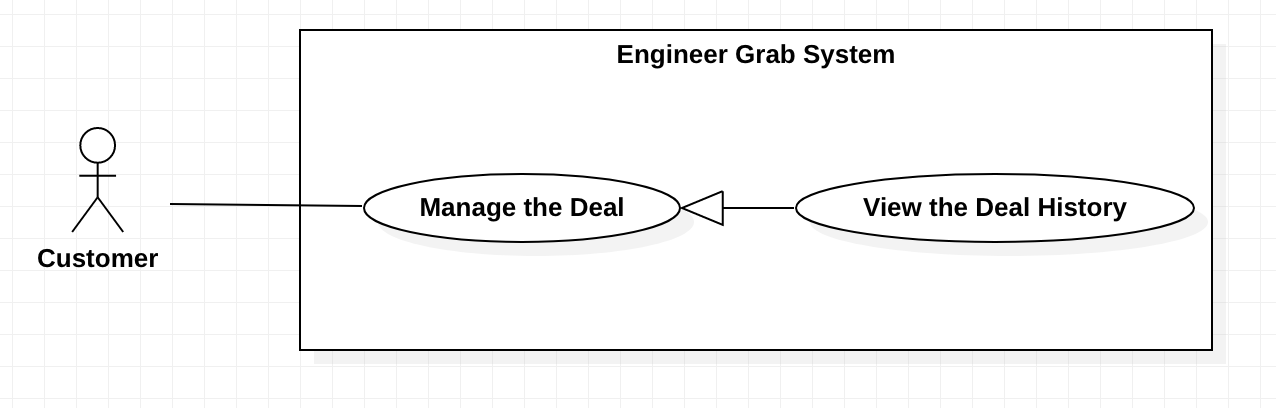 Engineer Grab System
Manage the Deal
View the Deal History
Customer